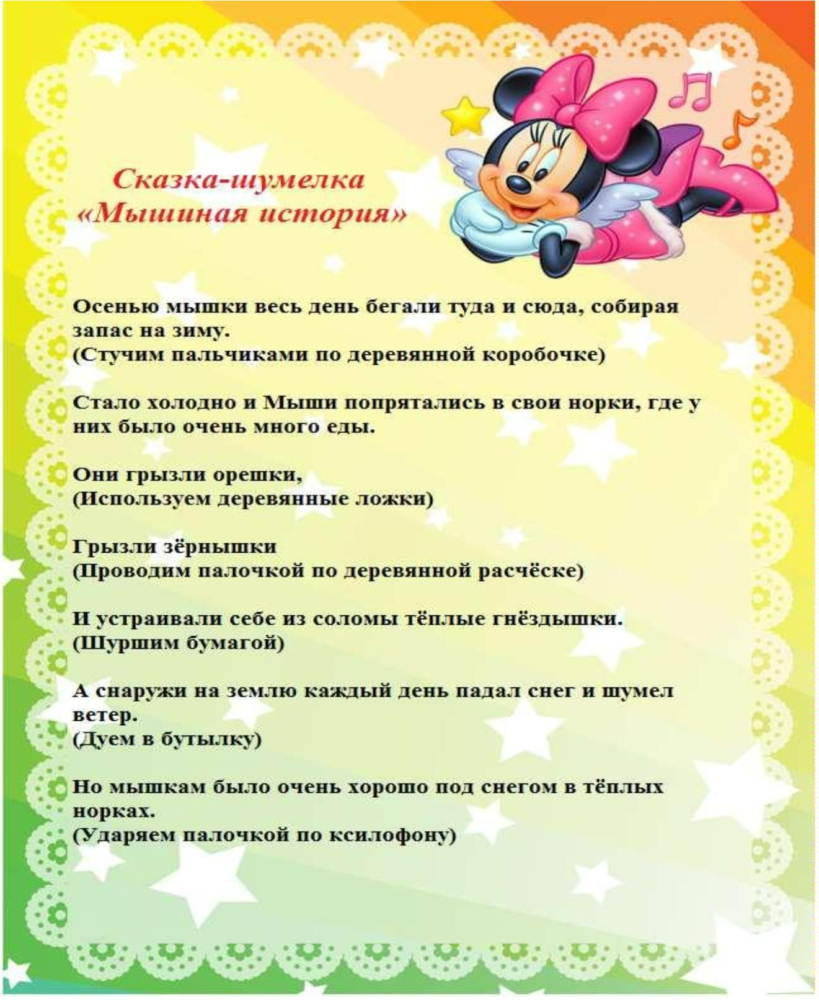 Сказка-шумелка
«Мышиная история»
Осенью мышки весь день бегали туда и сюда, собирая
запас на зиму.
(Стучим пальчиками по деревянной коробочке)
Стало холодно и Мыши попрятались в свои норки, где у
них было очень много еды.
Они грызли орешки,
(Используем деревянные ложки)
Грызли зёрнышки
(Проводим палочкой по деревянной расчёске)
И устраивали себе из соломы тёплые гнёздышки.
(Шуршим бумагой)
А снаружи на землю каждый день падал снег и шумел
ветер.
(Дуем в бутылку)
Но мышкам было очень хорошо под снегом в тёплых
норках.
(Ударяем палочкой по ксилофону)